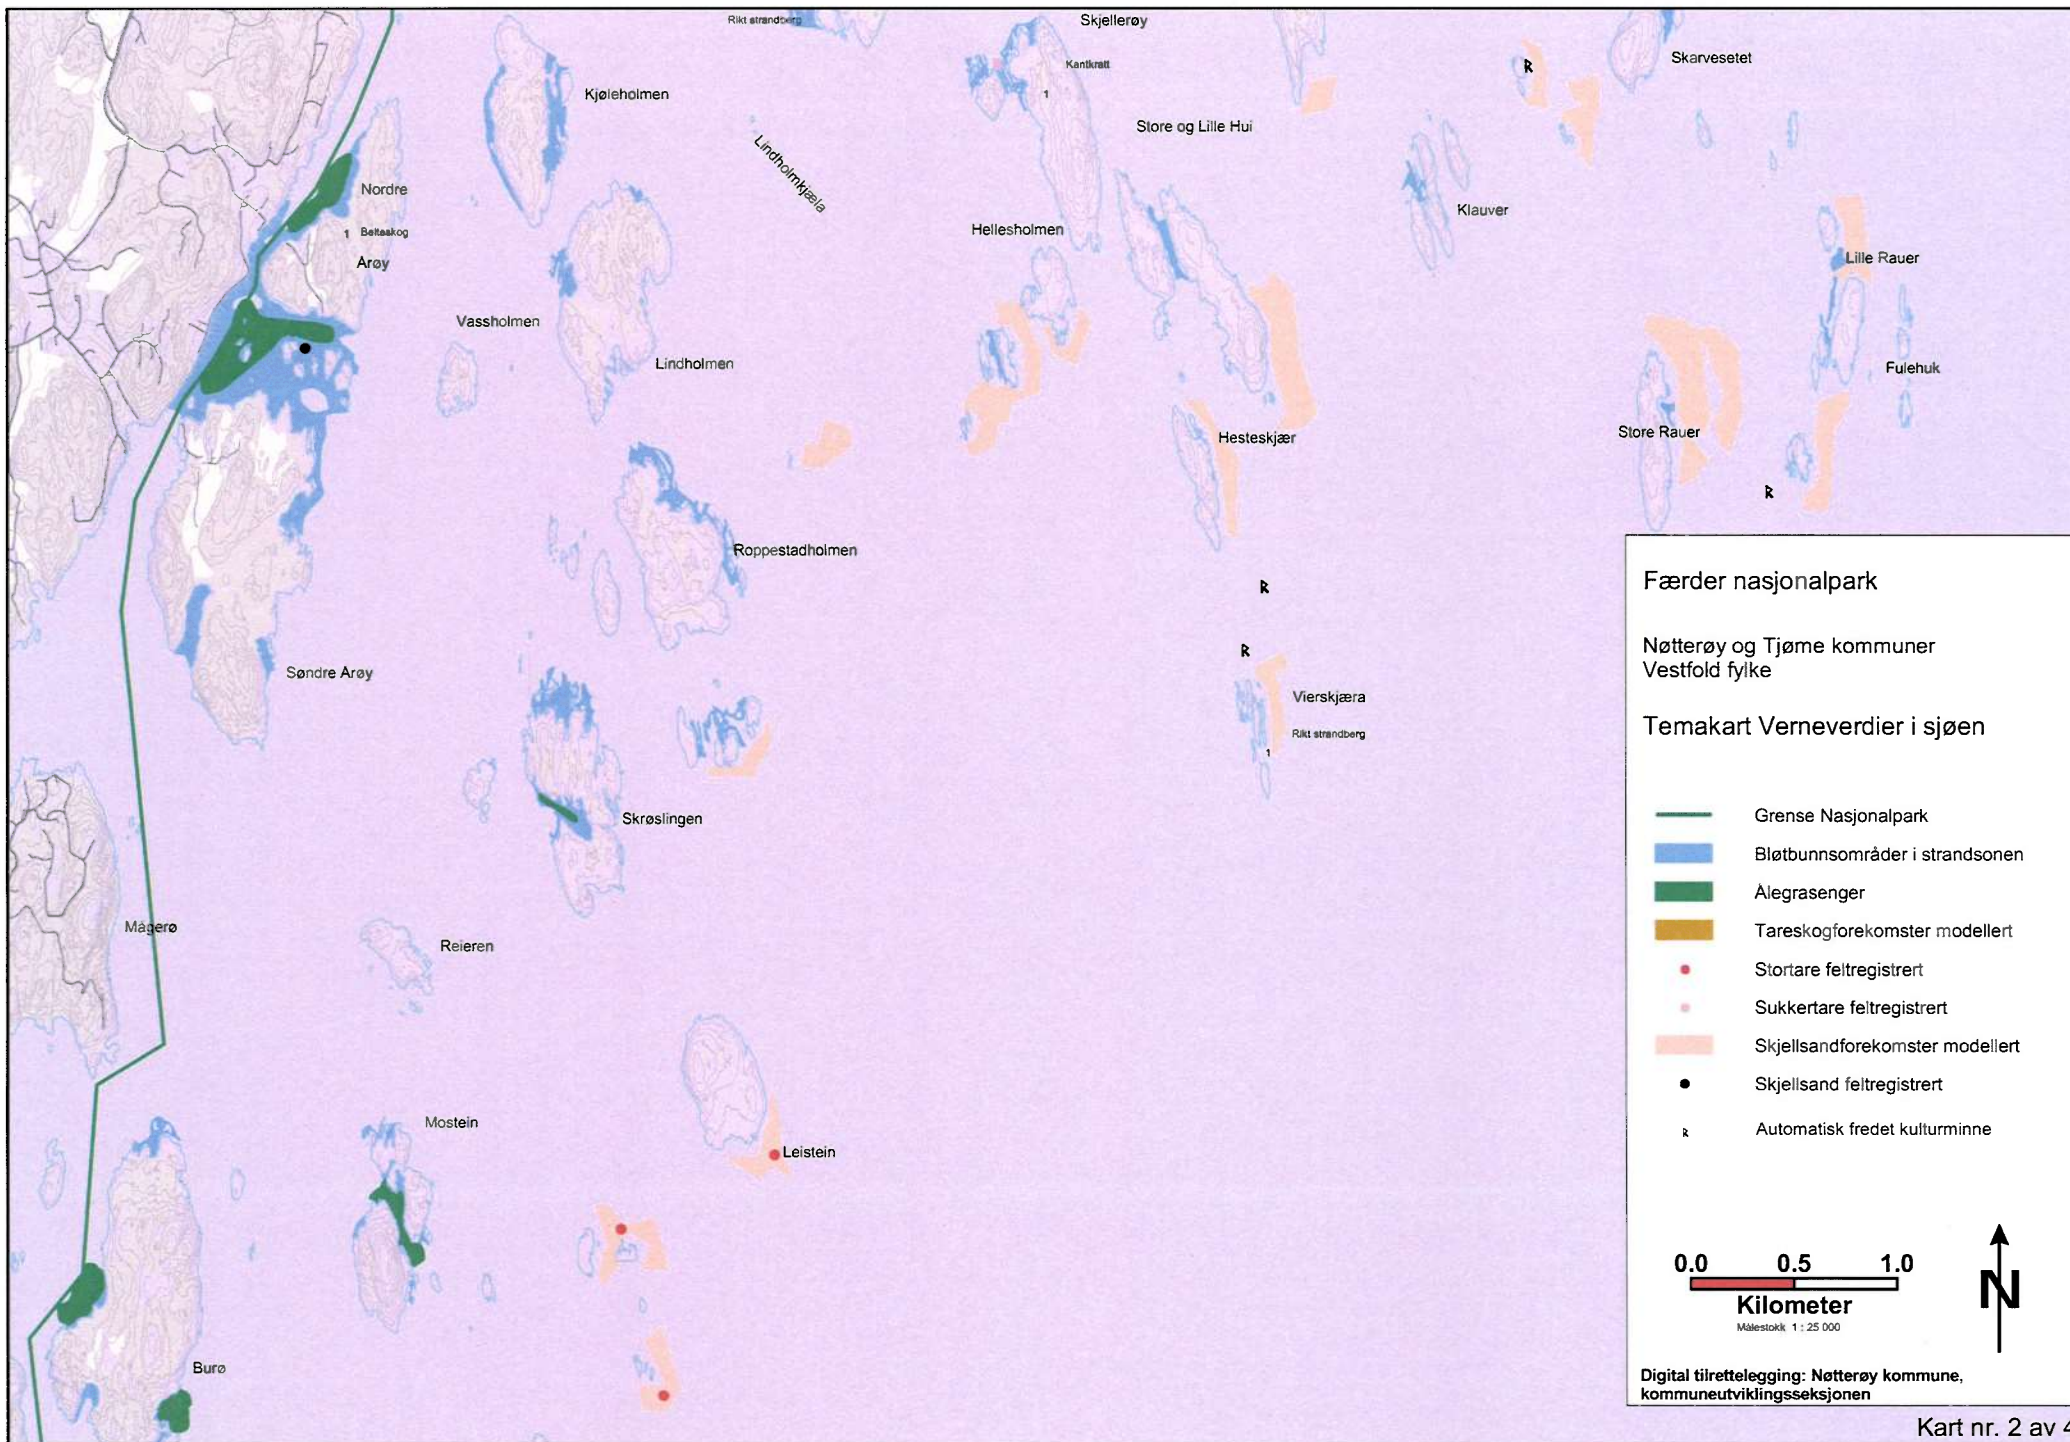 Rikt strandberg
Skjellerøy
Skarvesetet
Kantkratt
1
Kjøleholmen
Store og Lille Hui
Lindholmkjæla
Nordre
1 Bøltaskog
Arøy
Klauver
Hellesholmen
Lille Rauer
Vassholmen
Lindholmen
Fulehuk
Store Rauer
Hesteskjær
Roppestadholmen
Søndre Arøy
Vierskjæra
Rikt strandberg
1
Skrøslingen
Mågerø
Reieren
Mostein
Leistein
Burø
Færder nasjonalpark
Nøtterøy og Tjøme kommuner
Vestfold fylke
Temakart Verneverdier i sjøen
Grense Nasjonalpark
Bløtbunnsområder i strandsonen
Ålegrasenger
Tareskogforekomster modellert
Stortare feltregistrert
Sukkertare feltregistrert
Skjellsandforekomster modellert
Skjellsand feltregistrert
Automatisk fredet kulturminne
0.0 0.5 1.0
Kilometer
Målestokk 1 : 25 000
N
Digital tilrettelegging: Nøtterøy kommune,
kommuneutviklingsseksjonen
Kart nr. 2 av 4